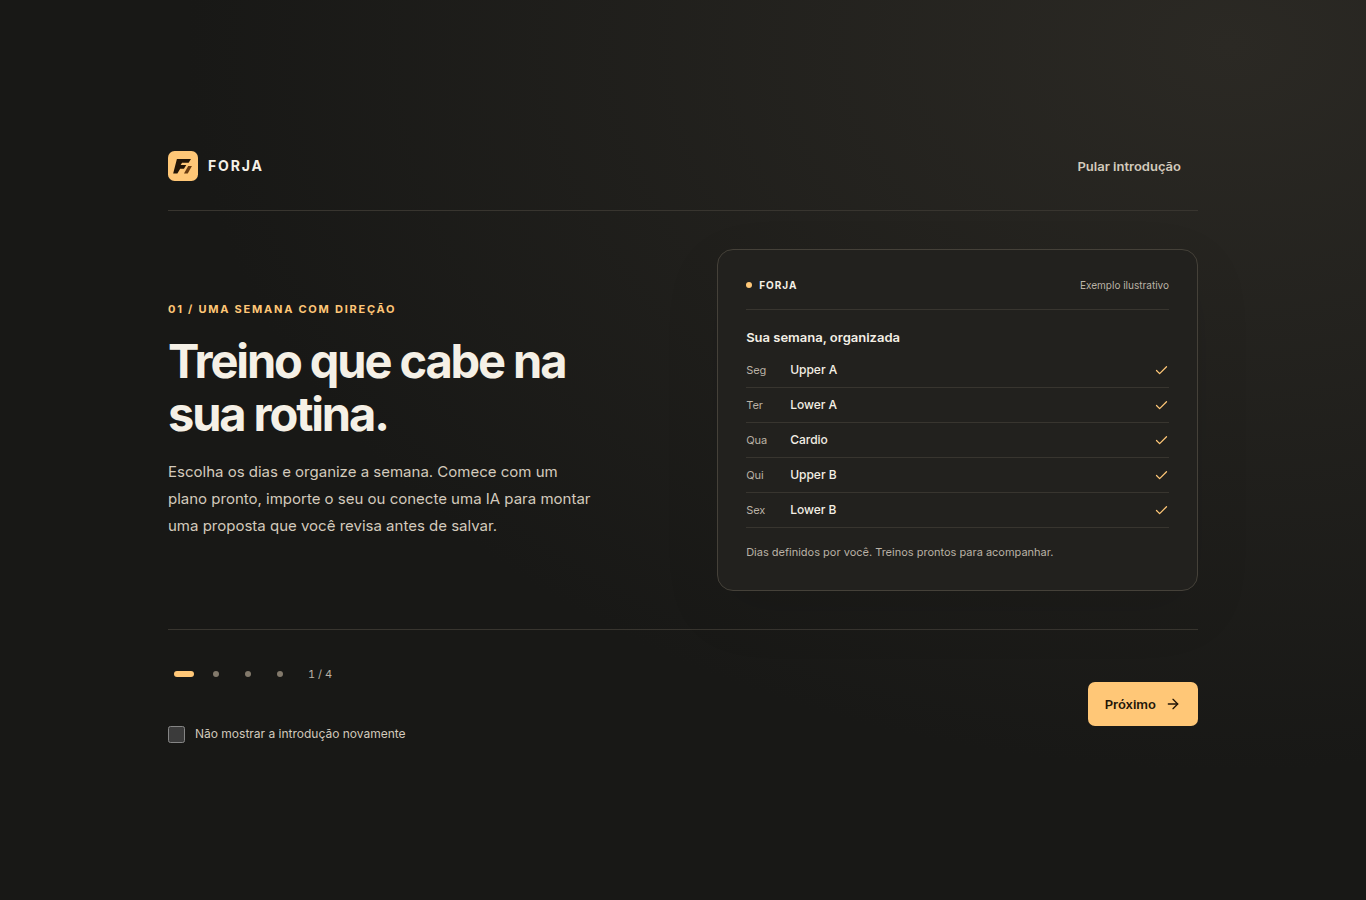 FORJA
Pular introdução
01 / UMA SEMANA COM DIREÇÃO
Treino que cabe na
sua rotina.
Escolha os dias e organize a semana. Comece com um
plano pronto, importe o seu ou conecte uma IA para montar
uma proposta que você revisa antes de salvar.
FORJA
Exemplo ilustrativo
Sua semana, organizada
Seg Upper A
Ter Lower A
Qua Cardio
Qui Upper B
Sex Lower B
Dias definidos por você. Treinos prontos para acompanhar.
1 / 4
Não mostrar a introdução novamente
Próximo